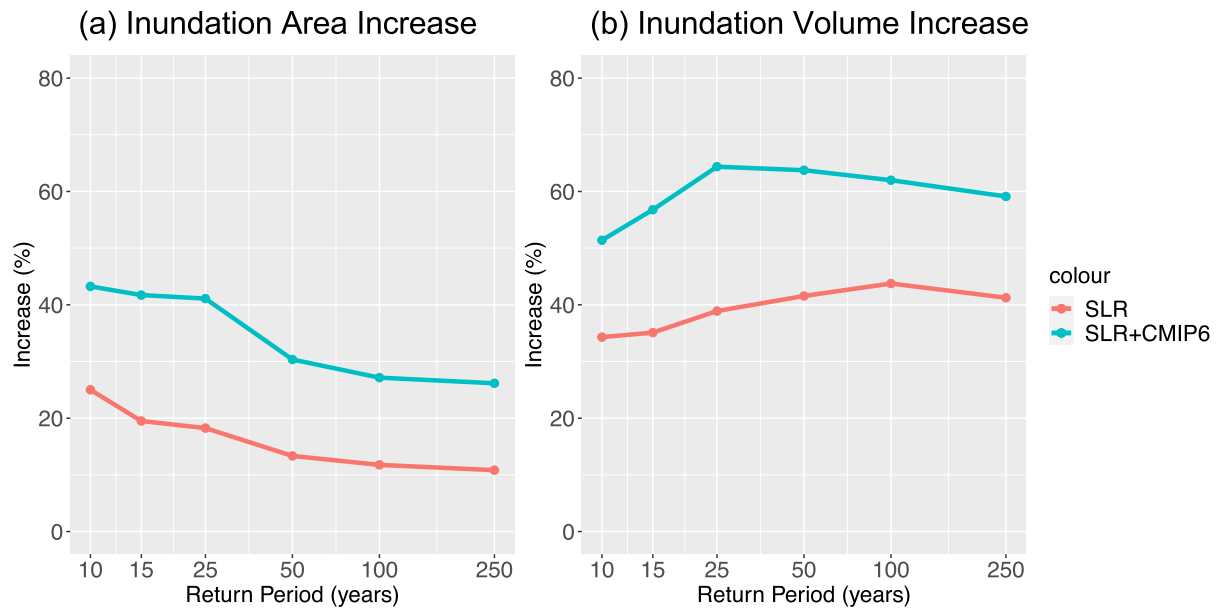 (a) Inundation Area Increase
80
60
40
20
0
Increase (%)
10 15 25 50 100 250
Return Period (years)
(b) Inundation Volume Increase
80
60
40
20
0
Increase (%)
10 15 25 50 100 250
Return Period (years)
colour
SLR
SLR+CMIP6